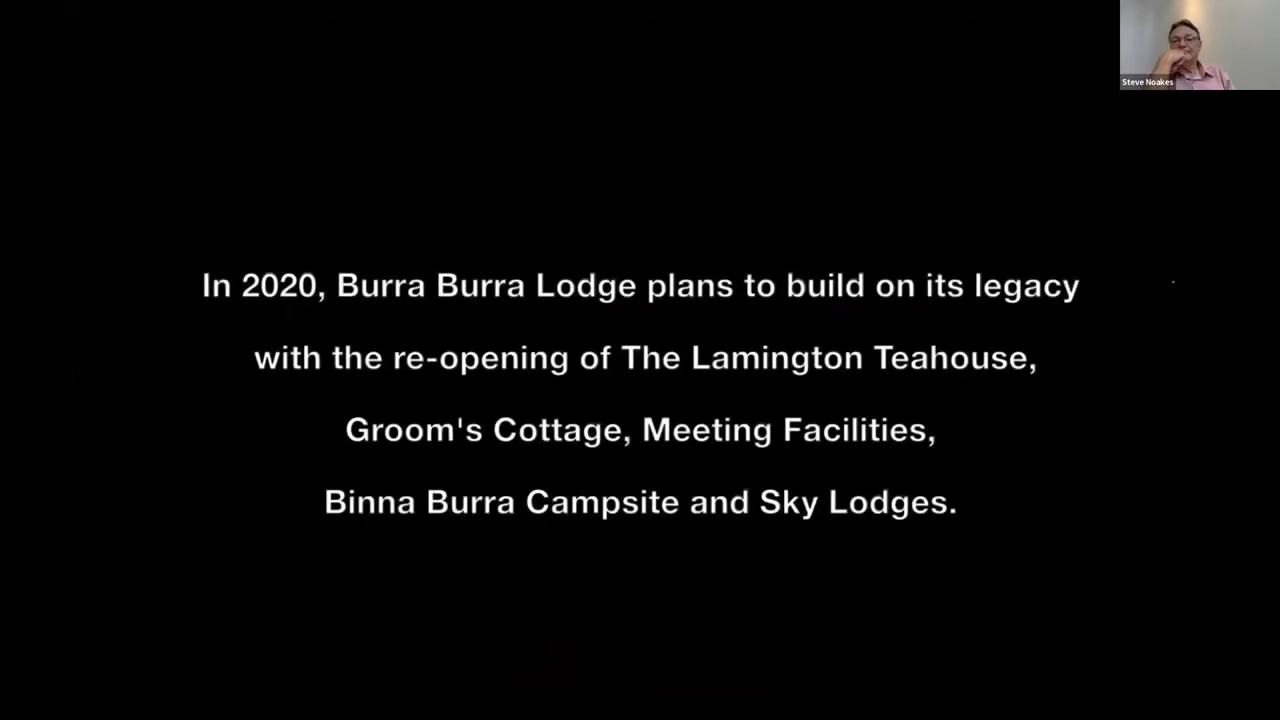 Steve Noakes
In 2020, Burra Burra Lodge plans to build on its legacy
with the re-opening of The Lamington Teahouse,
Groom's Cottage, Meeting Facilities,
Binna Burra Campsite and Sky Lodges.